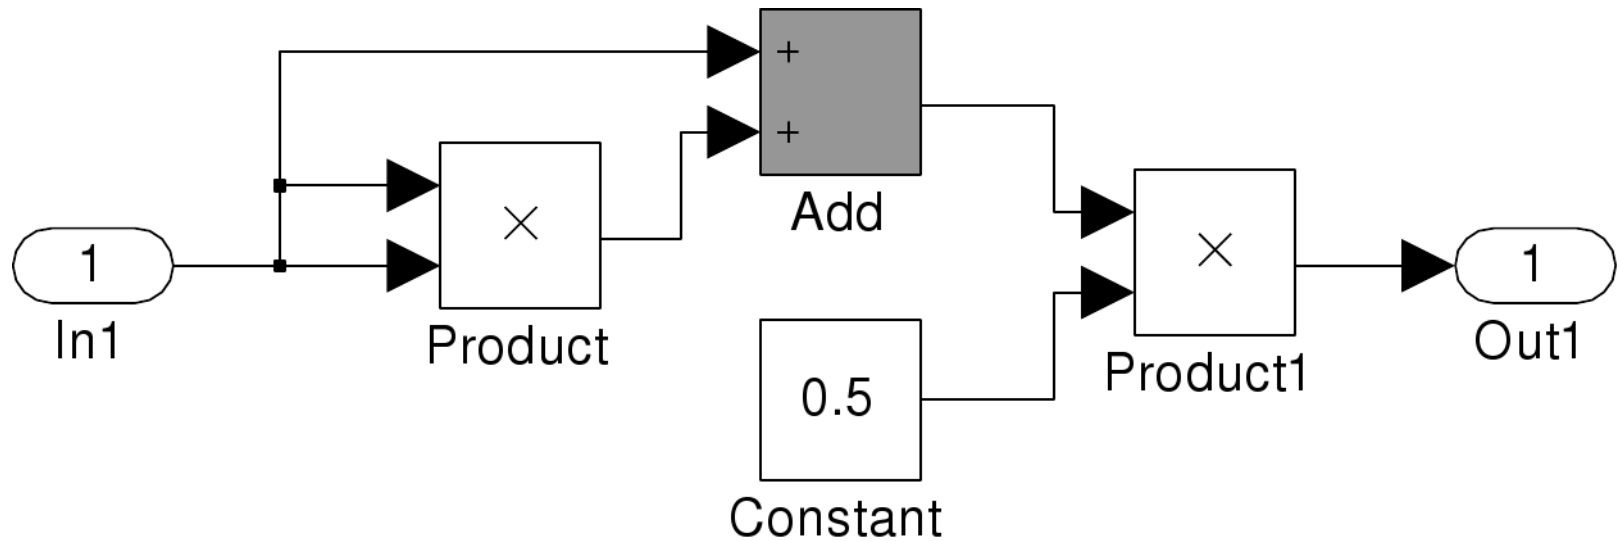 +
+
Add
×
1
In1
Product
×
Product1
1
Out1
0.5
Constant